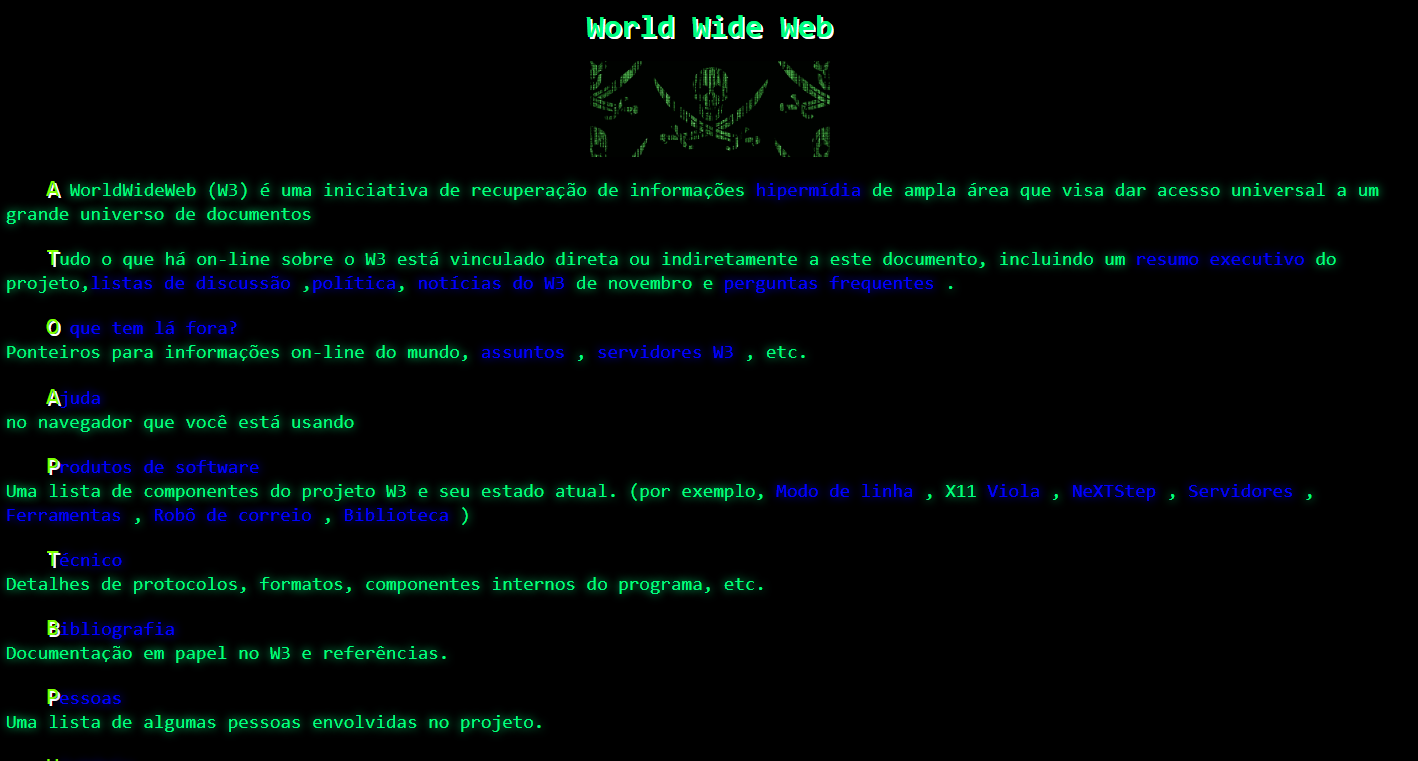 World Wide Web
A WorldWideWeb (W3) é uma iniciativa de recuperação de informações hipermídia de ampla área que visa dar acesso universal a um
grande universo de documentos
Tudo o que há on-line sobre o W3 está vinculado direta ou indiretamente a este documento, incluindo um resumo executivo do
projeto,listas de discussão ,política, notícias do W3 de novembro e perguntas frequentes .
O que tem lá fora?
Ponteiros para informações on-line do mundo, assuntos , servidores W3 , etc.
Ajuda
no navegador que você está usando
Produtos de software
Uma lista de componentes do projeto W3 e seu estado atual. (por exemplo, Modo de linha , X11 Viola , NeXTStep , Servidores ,
Ferramentas , Robô de correio , Biblioteca )
Técnico
Detalhes de protocolos, formatos, componentes internos do programa, etc.
Bibliografia
Documentação em papel no W3 e referências.
Pessoas
Uma lista de algumas pessoas envolvidas no projeto.